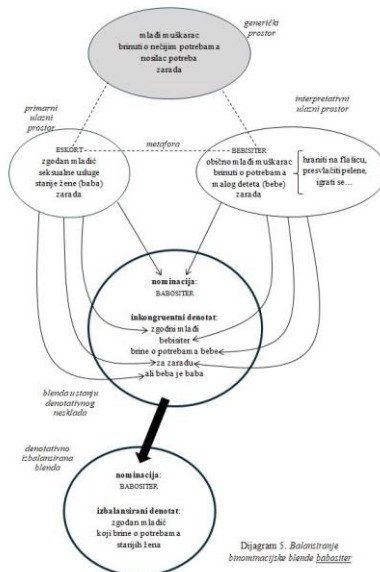 generički
prostor
mlađi muškarac
brinuti o nečijim potrebama
nosilac potreba
zarada
primarni
ulazni
prostor
interpretativni
ulazni prostor
metafora
ESKORT
zgodan mladić
seksualne usluge
starije žene (baba)
zarada
BEBISITER
obično mlađi muškarac
brinuti o potrebama
malog deteta (bebe)
zarada
hraniti na flašicu,
presvlačiti pelene,
igrati se...
nominacija:
BABOSITER
inkongruentni denotat:
zgodni mlađi
bebisiter
brine o potrebama bebe
za zaradu
ali beba je baba
blenda u stanju
denotativnog
nesklada
denotativno
izbalansirana
blenda
nominacija:
BABOSITER
izbalansirani denotat:
zgodan mladić
koji brine o potrebama
starijih žena
Dijagram 5. Balansiranje
binominacijske blende babositer